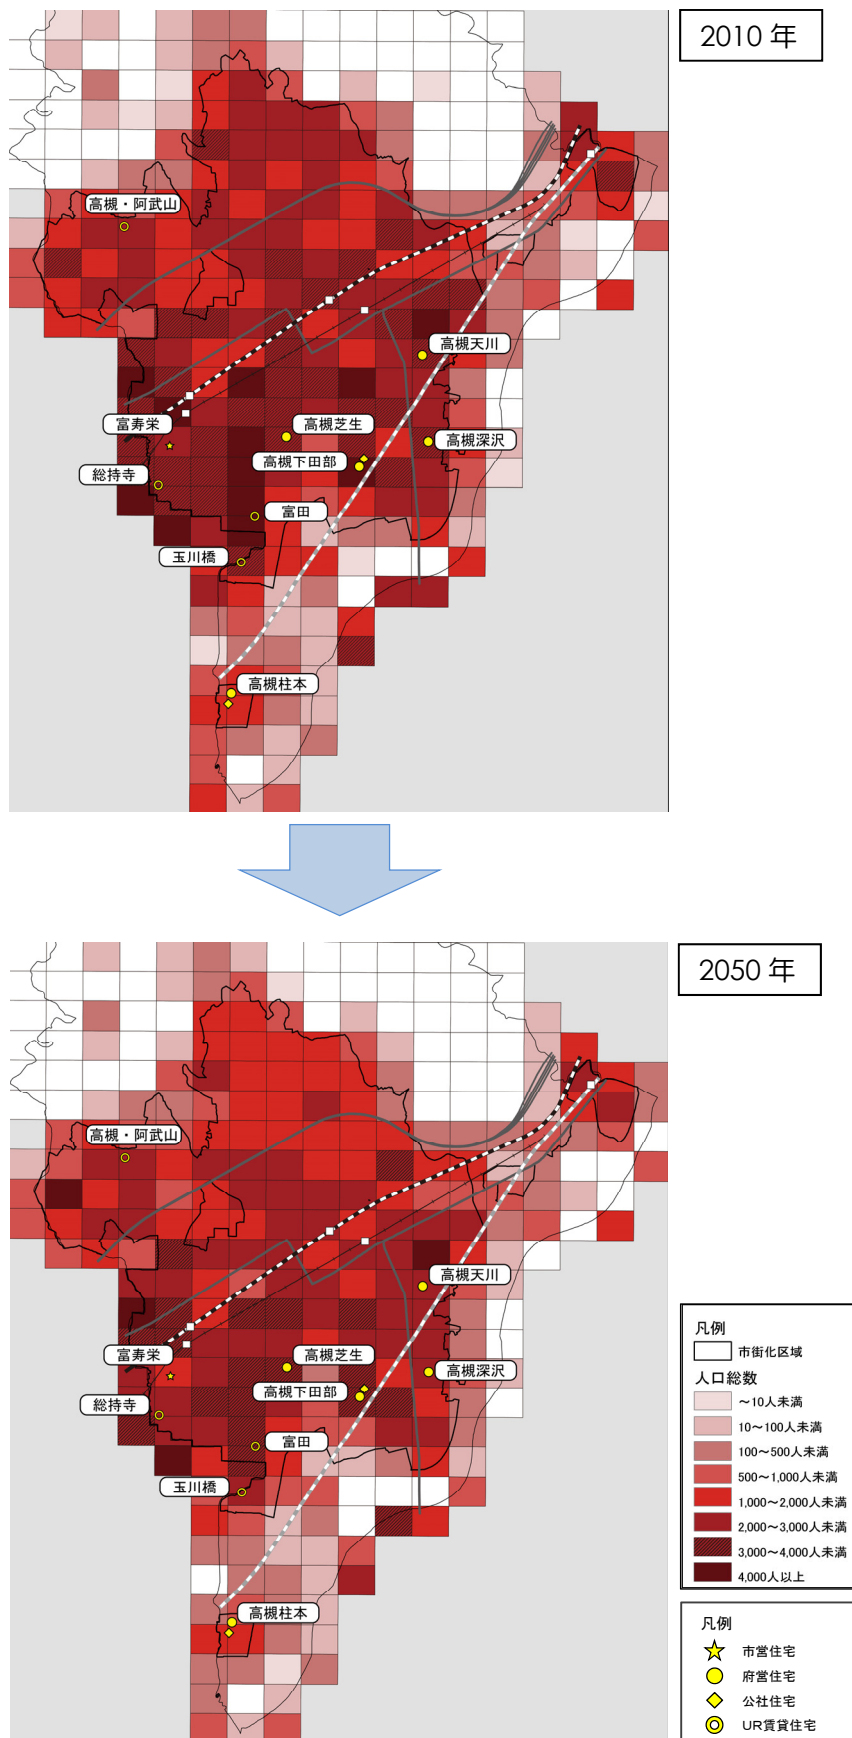 2010 年
高槻・阿武山
高槻天川
富寿栄
高槻芝生
高槻深沢
高槻下田部
総持寺
富田
玉川橋
高槻柱本
2050 年
高槻・阿武山
高槻天川
富寿栄
高槻芝生
高槻深沢
高槻下田部
総持寺
富田
玉川橋
高槻柱本
凡例
市街化区域
人口総数
～10人未満
10～100人未満
100～500人未満
500～1,000人未満
1,000～2,000人未満
2,000～3,000人未満
3,000～4,000人未満
4,000人以上
凡例
市営住宅
府営住宅
公社住宅
UR賃貸住宅